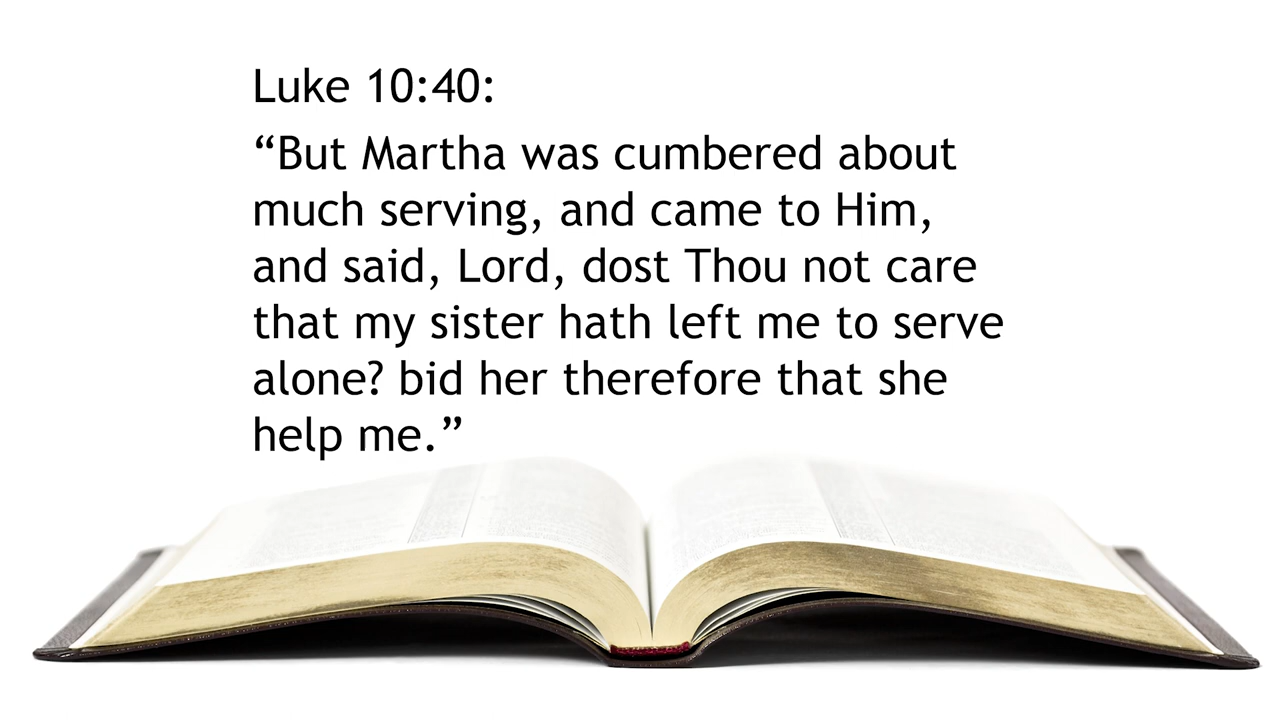 Luke 10:40:
“But Martha was cumbered about
much serving, and came to Him,
and said, Lord, dost Thou not care
that my sister hath left me to serve
alone? bid her therefore that she
help me.”